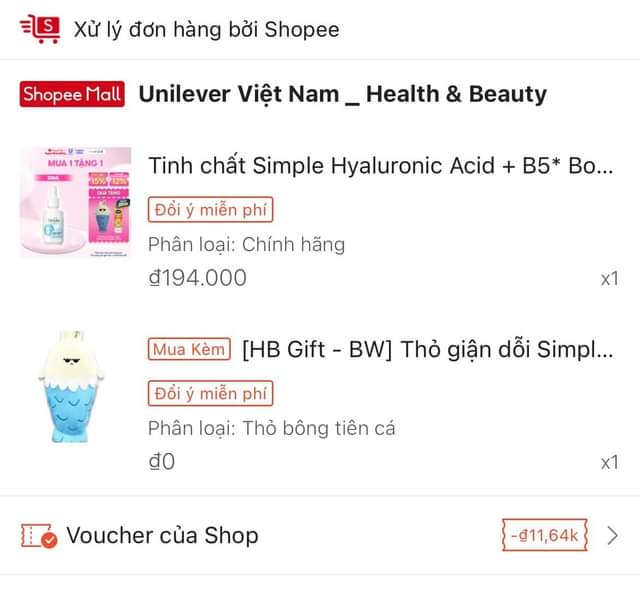 Xử lý đơn hàng bởi Shopee
Shopee Mall Unilever Việt Nam _ Health & Beauty
MUA 1 TẶNG 1
15% 12%
Tinh chất Simple Hyaluronic Acid + B5* Bo...
Đổi ý miễn phí
Phân loại: Chính hãng
₫194.000 x1
Mua Kèm [HB Gift - BW] Thỏ giận dỗi Simpl...
Đổi ý miễn phí
Phân loại: Thỏ bông tiên cá
₫0 x1
Voucher của Shop -₫11,64k